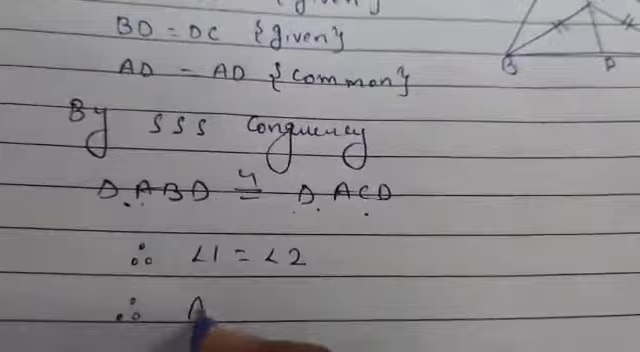 BD = DC {given}
AD = AD {common}
By SSS Congruency
Δ ABD ≅ Δ ACD
∴ ∠1 = ∠2
∴ A
B D